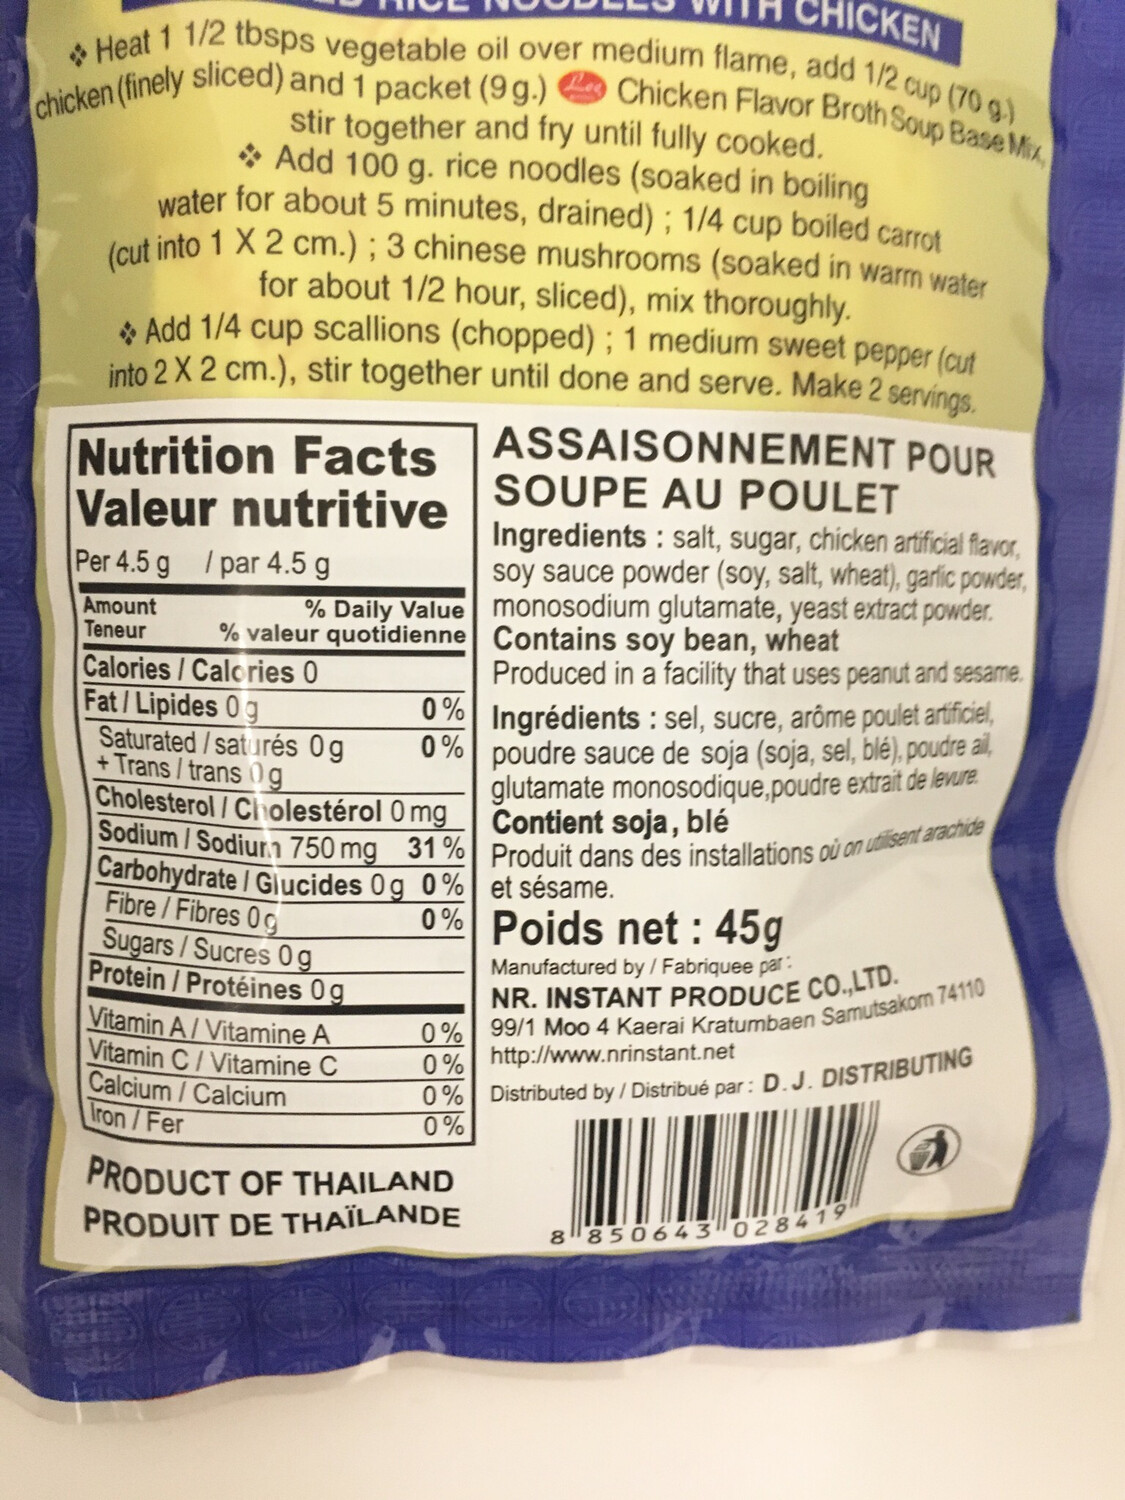 RICE NOODLES WITH CHICKEN
❖ Heat 1 1/2 tbsps vegetable oil over medium flame, add 1/2 cup (70 g.)
chicken (finely sliced) and 1 packet (9 g.) Lee Chicken Flavor Broth Soup Base Mix,
stir together and fry until fully cooked.
❖ Add 100 g. rice noodles (soaked in boiling
water for about 5 minutes, drained) ; 1/4 cup boiled carrot
(cut into 1 X 2 cm.) ; 3 chinese mushrooms (soaked in warm water
for about 1/2 hour, sliced), mix thoroughly.
❖ Add 1/4 cup scallions (chopped) ; 1 medium sweet pepper (cut
into 2 X 2 cm.), stir together until done and serve. Make 2 servings.
Nutrition Facts
Valeur nutritive
Per 4.5 g / par 4.5 g
Amount % Daily Value
Teneur % valeur quotidienne
Calories / Calories 0
Fat / Lipides 0 g 0 %
Saturated / saturés 0 g 0 %
+ Trans / trans 0 g
Cholesterol / Cholestérol 0 mg
Sodium / Sodium 750 mg 31 %
Carbohydrate / Glucides 0 g 0 %
Fibre / Fibres 0 g 0 %
Sugars / Sucres 0 g
Protein / Protéines 0 g
Vitamin A / Vitamine A 0 %
Vitamin C / Vitamine C 0 %
Calcium / Calcium 0 %
Iron / Fer 0 %
PRODUCT OF THAILAND
PRODUIT DE THAÏLANDE
ASSAISONNEMENT POUR
SOUPE AU POULET
Ingredients : salt, sugar, chicken artificial flavor,
soy sauce powder (soy, salt, wheat), garlic powder,
monosodium glutamate, yeast extract powder.
Contains soy bean, wheat
Produced in a facility that uses peanut and sesame.
Ingrédients : sel, sucre, arôme poulet artificiel,
poudre sauce de soja (soja, sel, blé), poudre ail,
glutamate monosodique,poudre extrait de levure.
Contient soja, blé
Produit dans des installations où on utilisent arachide
et sésame.
Poids net : 45g
Manufactured by / Fabriquee par :
NR. INSTANT PRODUCE CO.,LTD.
99/1 Moo 4 Kaerai Kratumbaen Samutsakorn 74110
http://www.nrinstant.net
Distributed by / Distribué par : D.J. DISTRIBUTING
8 850643 028419